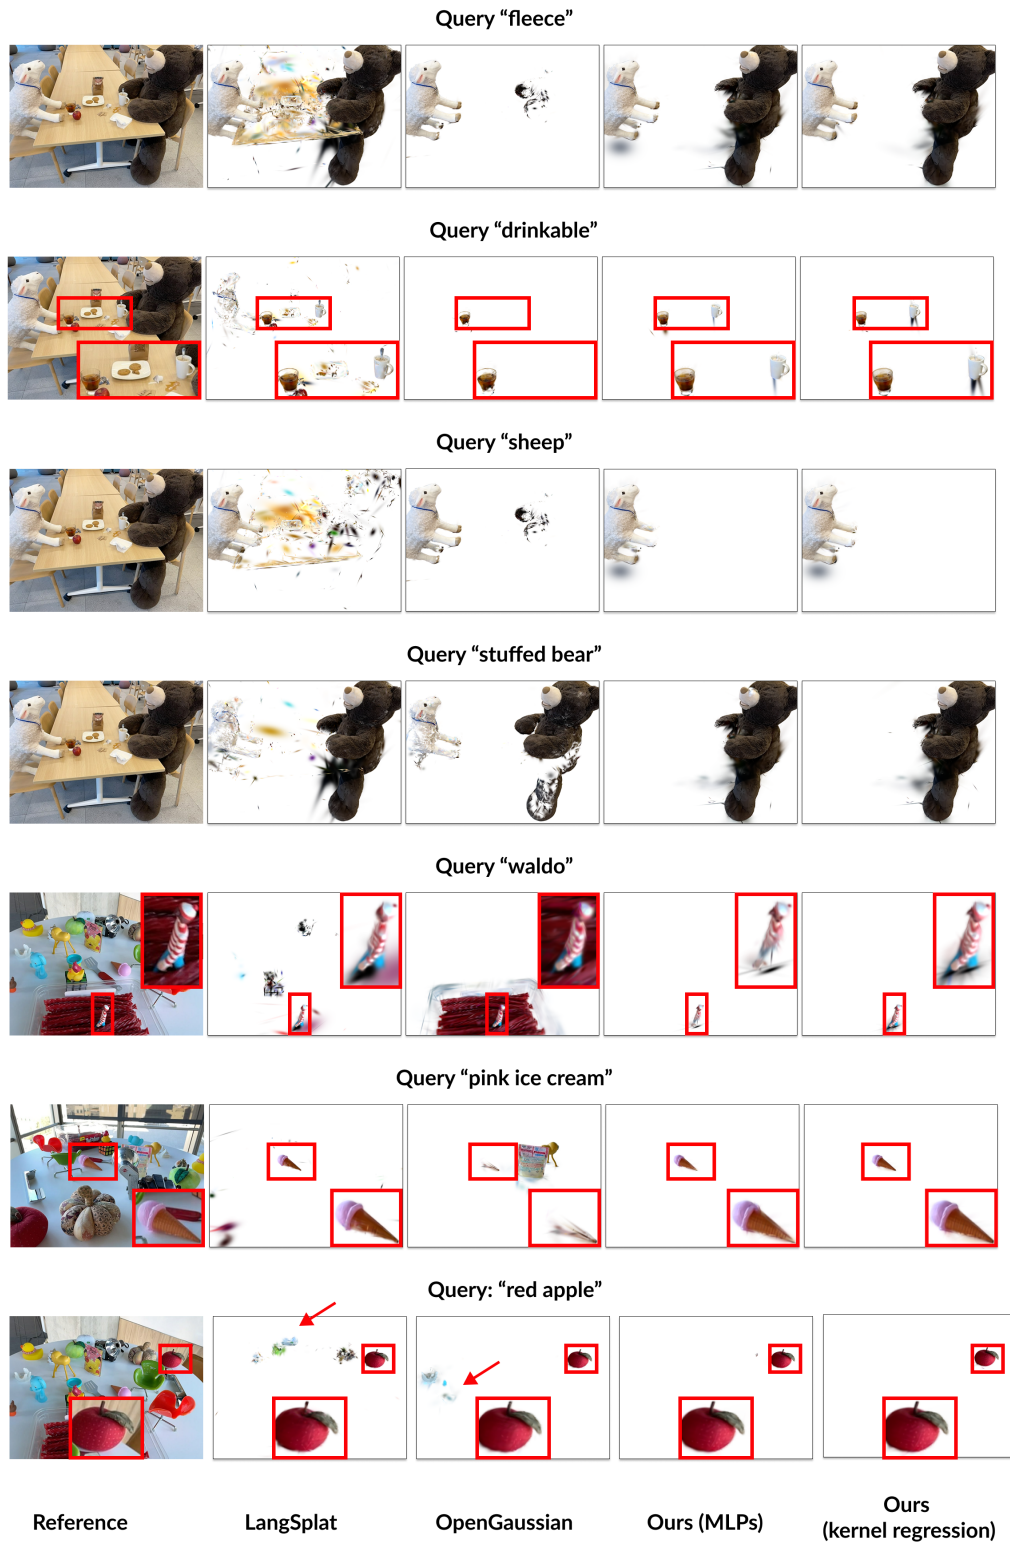 Query “fleece”
Query “drinkable”
Query “sheep”
Query “stuffed bear”
Query “waldo”
Query “pink ice cream”
Query: “red apple”
Reference
LangSplat
OpenGaussian
Ours (MLPs)
Ours
(kernel regression)